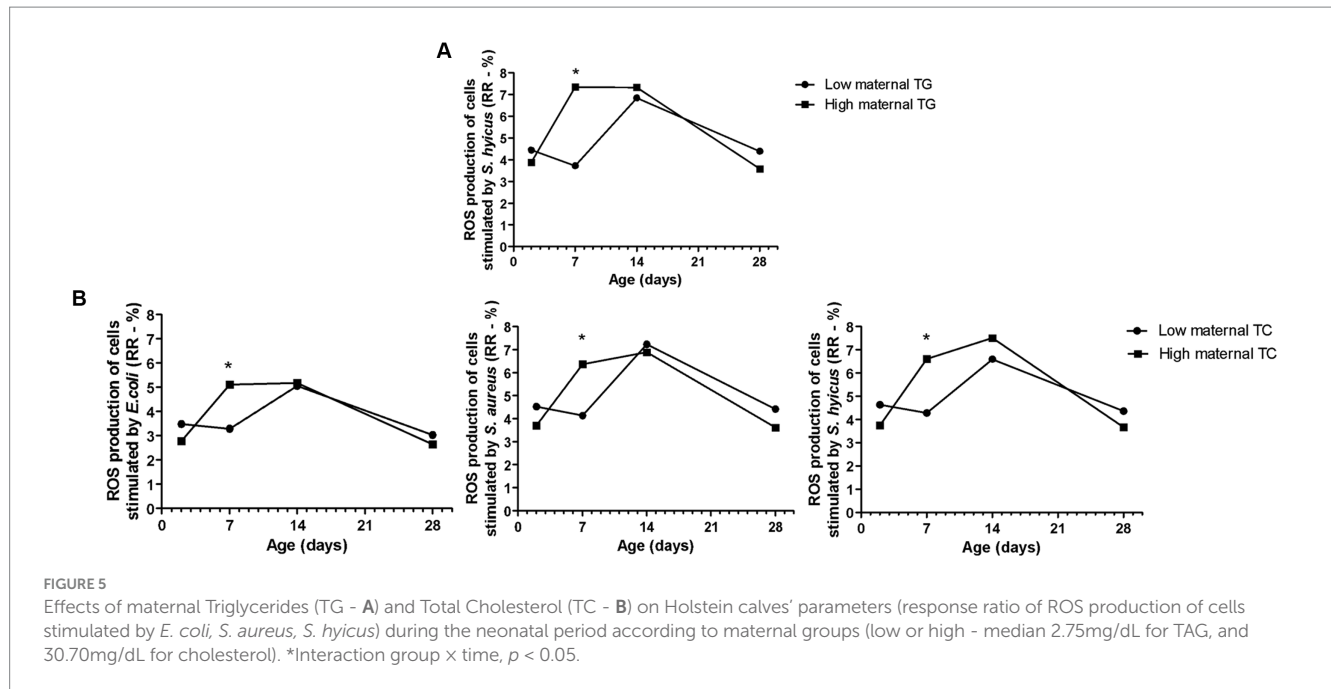 A
ROS production of cells
stimulated by S. hyicus (RR - %)
8
7
6
5
4
3
2
1
0
*
0 7 14 21 28
Age (days)
Low maternal TG
High maternal TG
B
ROS production of cells
stimulated by E.coli (RR - %)
8
7
6
5
4
3
2
1
0
*
0 7 14 21 28
Age (days)
ROS production of cells
stimulated by S. aureus (RR - %)
8
7
6
5
4
3
2
1
0
*
0 7 14 21 28
Age (days)
ROS production of cells
stimulated by S. hyicus (RR - %)
8
7
6
5
4
3
2
1
0
*
0 7 14 21 28
Age (days)
Low maternal TC
High maternal TC
FIGURE 5
Effects of maternal Triglycerides (TG - A) and Total Cholesterol (TC - B) on Holstein calves’ parameters (response ratio of ROS production of cells
stimulated by E. coli, S. aureus, S. hyicus) during the neonatal period according to maternal groups (low or high - median 2.75mg/dL for TAG, and
30.70mg/dL for cholesterol). *Interaction group × time, p < 0.05.